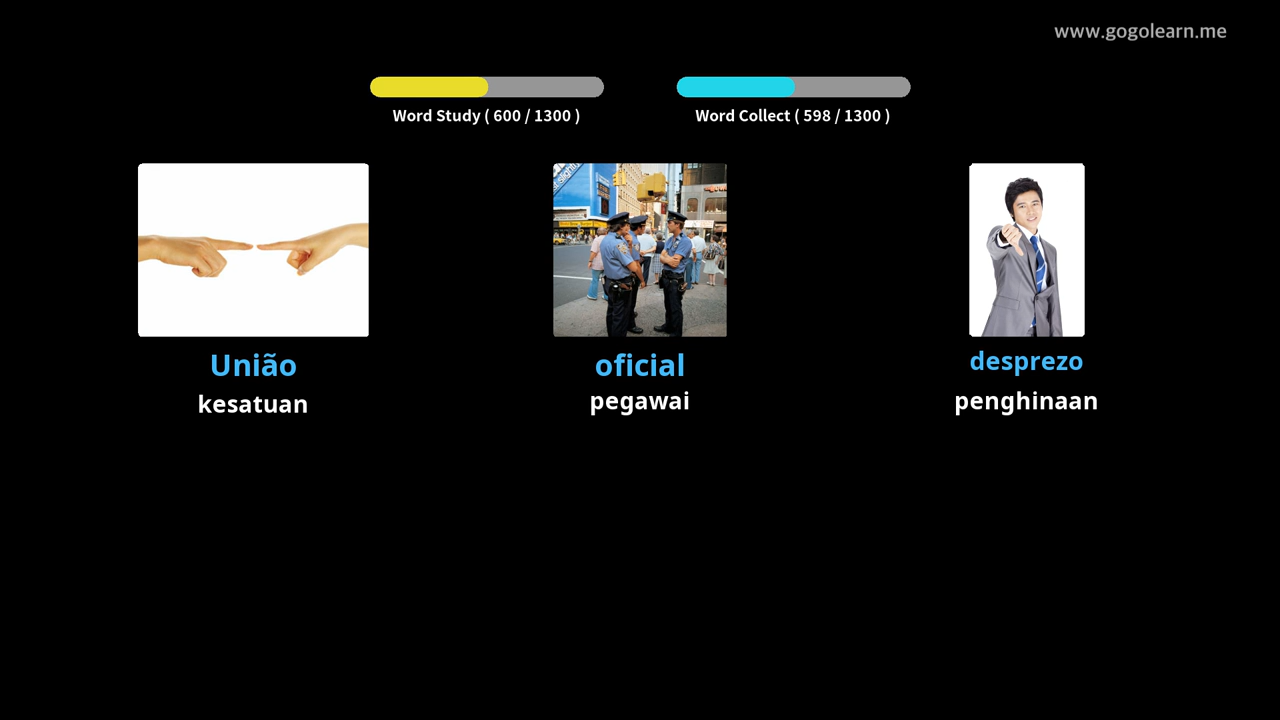 www.gogolearn.me
Word Study ( 600 / 1300 )
Word Collect ( 598 / 1300 )
União
oficial
desprezo
kesatuan
pegawai
penghinaan